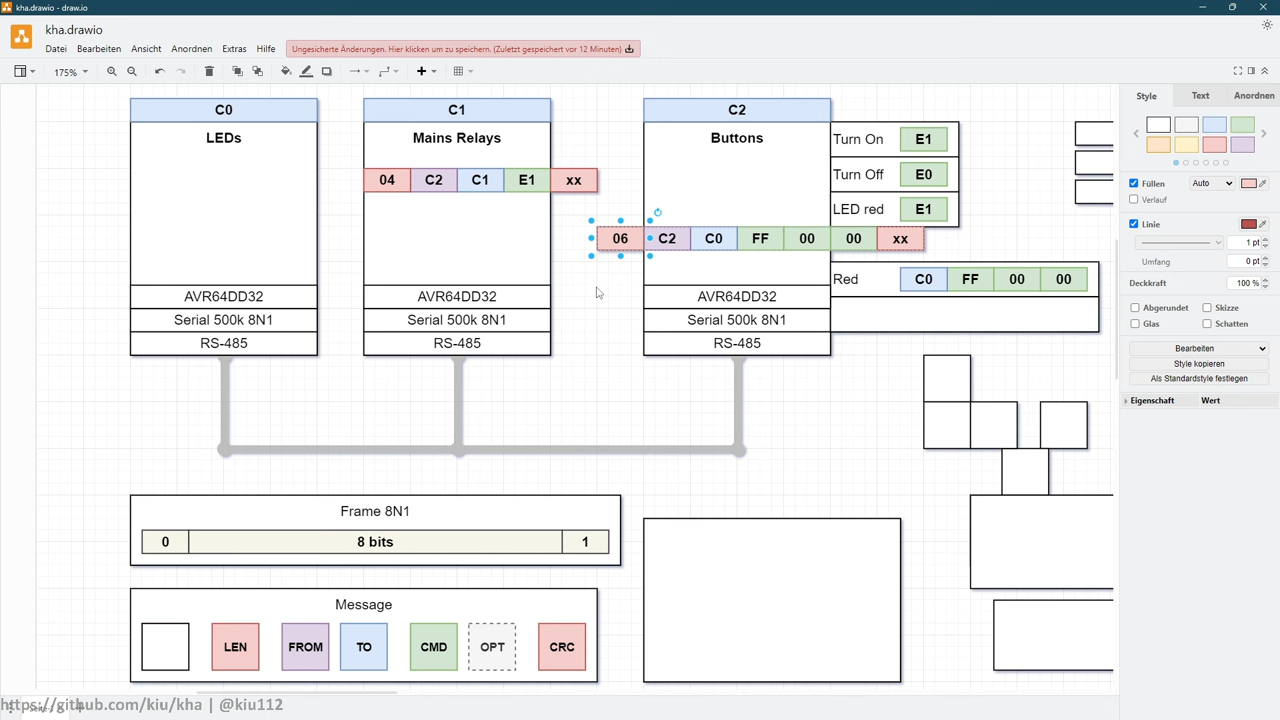 kha.drawio - draw.io
kha.drawio
Datei Bearbeiten Ansicht Anordnen Extras Hilfe Ungesicherte Änderungen. Hier klicken um zu speichern. (Zuletzt gespeichert vor 12 Minuten)
175%
C0 C1 C2
LEDs Mains Relays Buttons
Turn On E1
04 C2 C1 E1 xx
Turn Off E0
LED red E1
06 C2 C0 FF 00 00 xx
Red C0 FF 00 00
AVR64DD32 AVR64DD32 AVR64DD32
Serial 500k 8N1 Serial 500k 8N1 Serial 500k 8N1
RS-485 RS-485 RS-485
Frame 8N1
0 8 bits 1
Message
LEN FROM TO CMD OPT CRC
https://github.com/kiu/kha | @kiu112
Style Text Anordnen
Füllen Auto
Verlauf
Linie
1 pt
Umfang 0 pt
Deckkraft 100 %
Abgerundet Skizze
Glas Schatten
Bearbeiten
Style kopieren
Als Standardstyle festlegen
Eigenschaft Wert